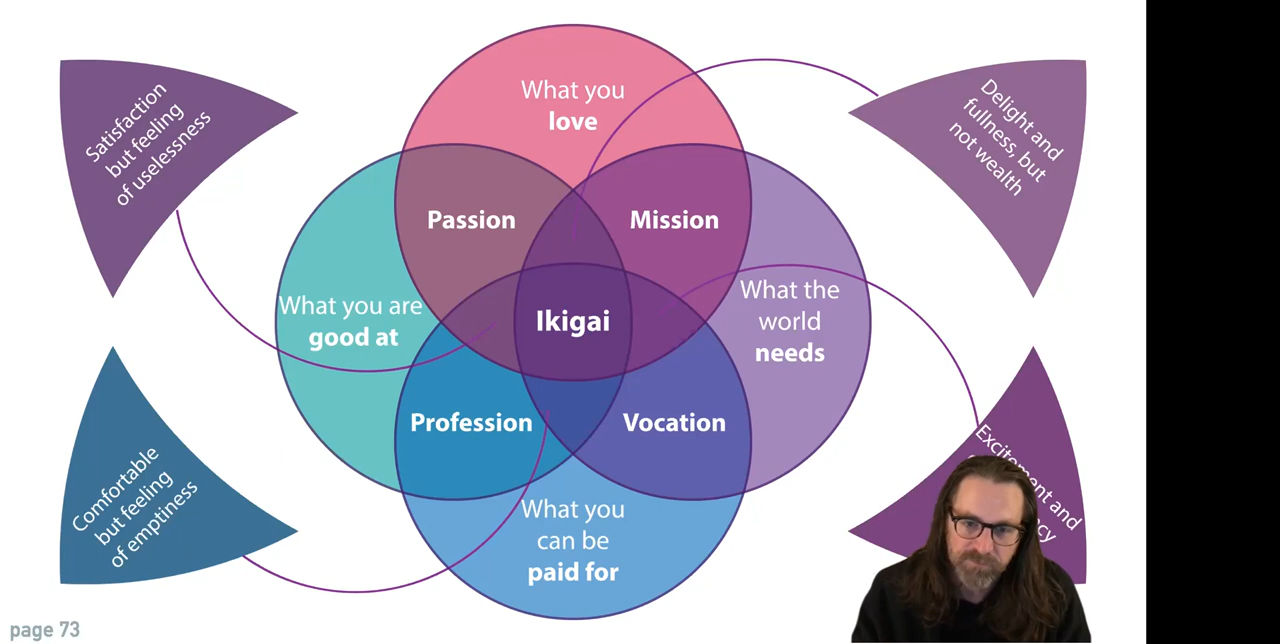 What you
love
Satisfaction
but feeling
of uselessness
Delight and
fullness, but
not wealth
Passion
Mission
What you are
good at
Ikigai
What the
world
needs
Profession
Vocation
Comfortable
but feeling
of emptiness
What you
can be
paid for
and
page 73